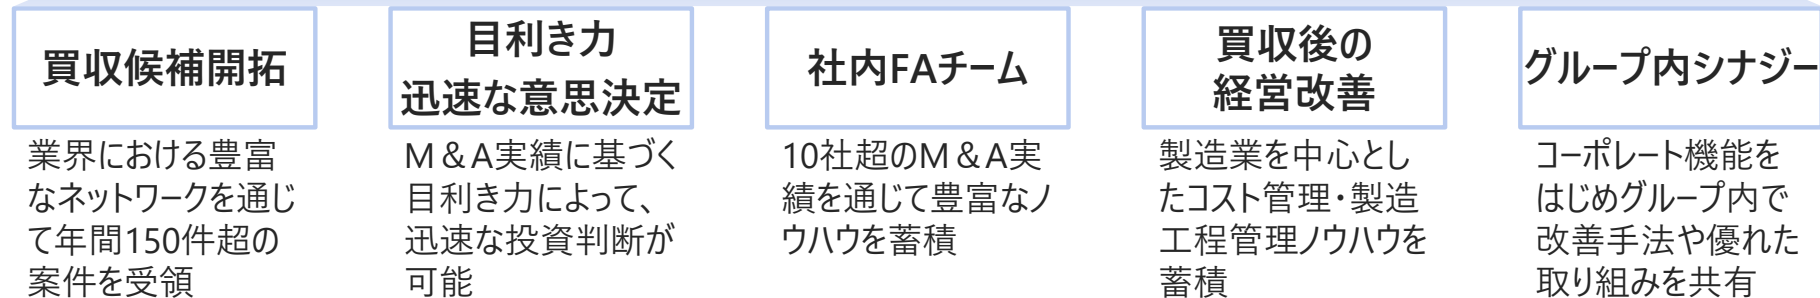 買収候補開拓
業界における豊富
なネットワークを通じ
て年間150件超の
案件を受領
目利き力
迅速な意思決定
M&A実績に基づく
目利き力によって、
迅速な投資判断が
可能
社内FAチーム
10社超のM&A実
績を通じて豊富なノ
ウハウを蓄積
買収後の
経営改善
製造業を中心とし
たコスト管理・製造
工程管理ノウハウを
蓄積
グループ内シナジー
コーポレート機能を
はじめグループ内で
改善手法や優れた
取り組みを共有